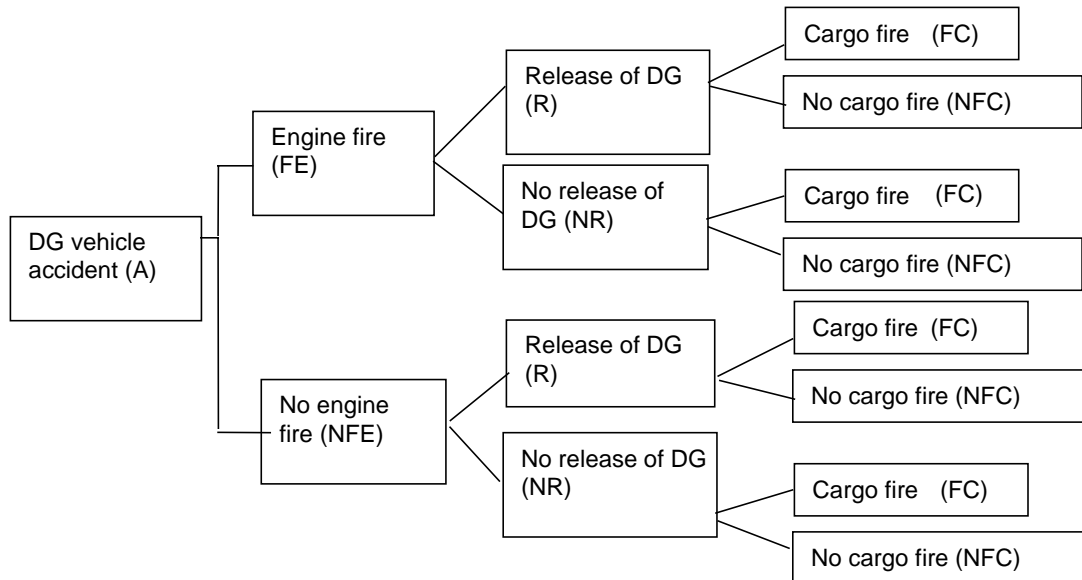 DG vehicle
accident (A)
Engine fire
(FE)
No engine
fire (NFE)
Release of DG
(R)
No release of
DG (NR)
Release of DG
(R)
No release of DG
(NR)
Cargo fire (FC)
No cargo fire (NFC)
Cargo fire (FC)
No cargo fire (NFC)
Cargo fire (FC)
No cargo fire (NFC)
Cargo fire (FC)
No cargo fire (NFC)